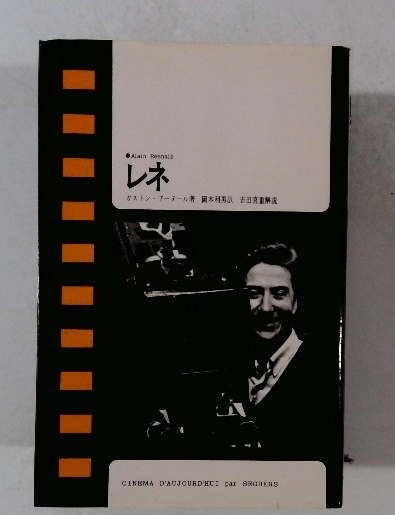 ●Alain Resnais
レネ
ガストン・ブーヌール著 岡本利男訳 吉田喜重解説
CINEMA D'AUJOURD'HUI par SEGHERS